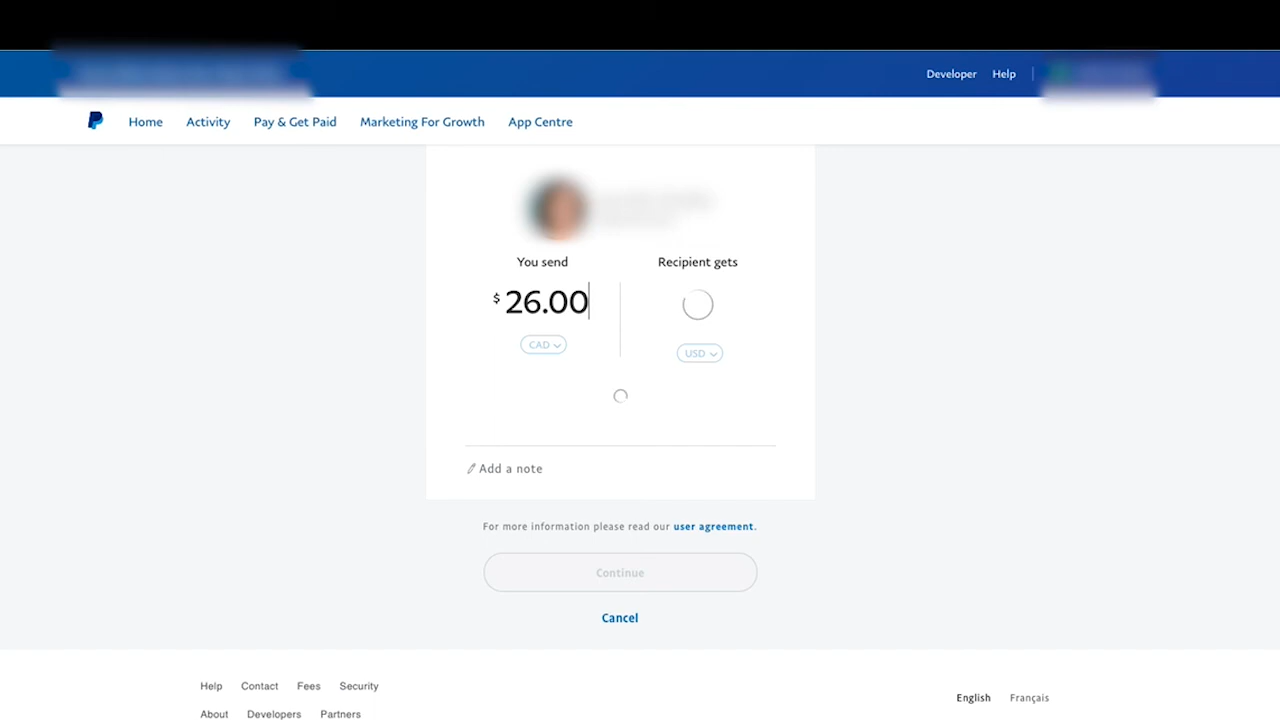 Developer Help
Home Activity Pay & Get Paid Marketing For Growth App Centre
You send Recipient gets
$ 26.00
CAD USD
Add a note
For more information please read our user agreement.
Continue
Cancel
Help Contact Fees Security
English Français
About Developers Partners